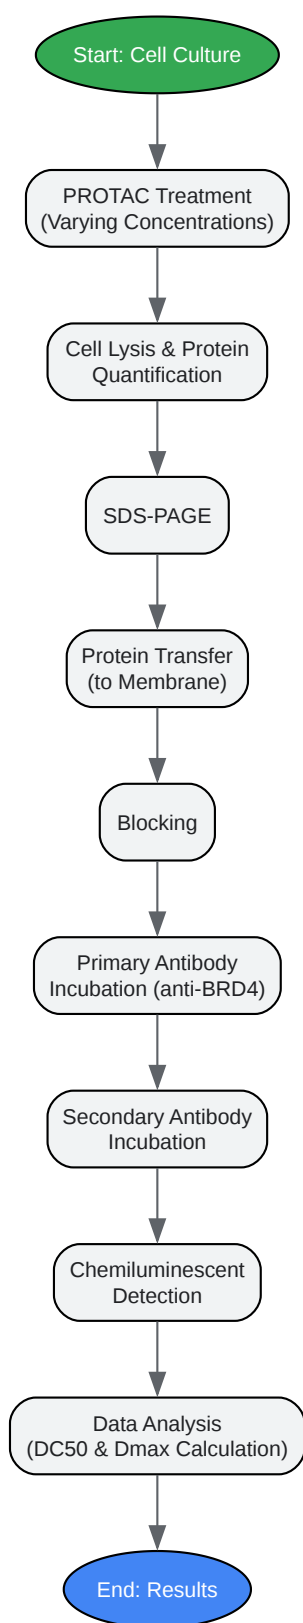 Start: Cell Culture
PROTAC Treatment
(Varying Concentrations)
Cell Lysis & Protein
Quantification
SDS-PAGE
Protein Transfer
(to Membrane)
Blocking
Primary Antibody
Incubation (anti-BRD4)
Secondary Antibody
Incubation
Chemiluminescent
Detection
Data Analysis
(DC50 & Dmax Calculation)
End: Results